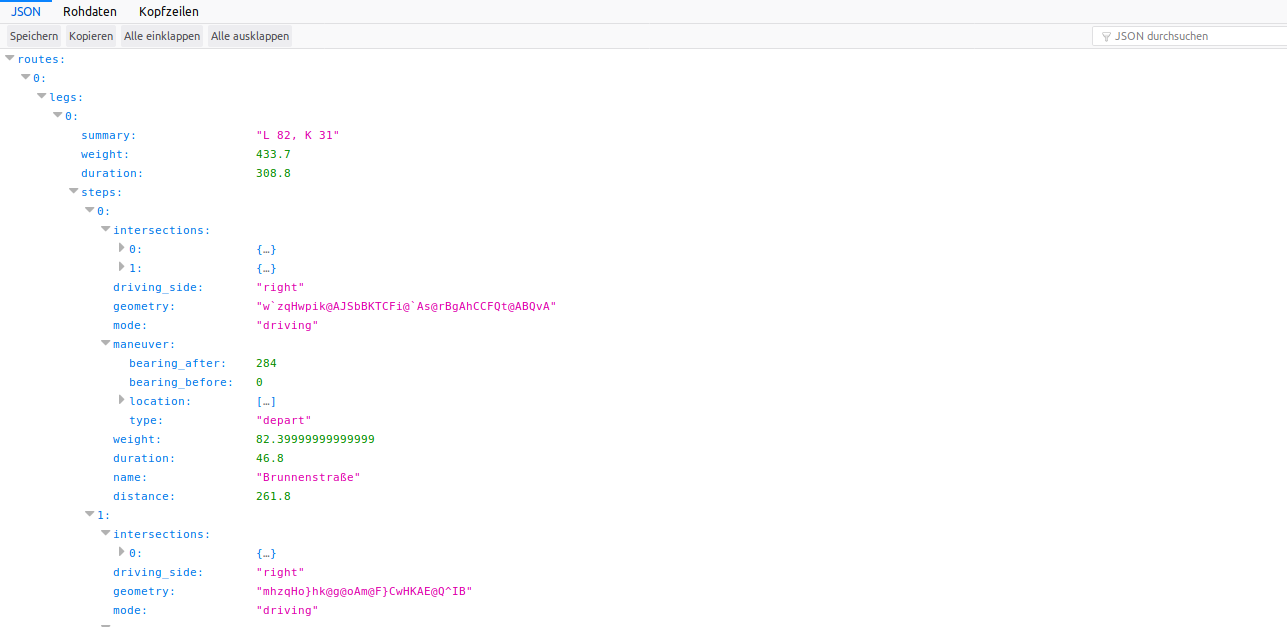 JSON Rohdaten Kopfzeilen
Speichern Kopieren Alle einklappen Alle ausklappen JSON durchsuchen
routes:
0:
legs:
0:
summary: "L 82, K 31"
weight: 433.7
duration: 308.8
steps:
0:
intersections:
0: {…}
1: {…}
driving_side: "right"
geometry: "w`zqHwpik@AJSbBKTCFi@`As@rBgAhCCFQt@ABQvA"
mode: "driving"
maneuver:
bearing_after: 284
bearing_before: 0
location: […]
type: "depart"
weight: 82.39999999999999
duration: 46.8
name: "Brunnenstraße"
distance: 261.8
1:
intersections:
0: {…}
driving_side: "right"
geometry: "mhzqHo}hk@g@oAm@F}CwHKAE@Q^IB"
mode: "driving"